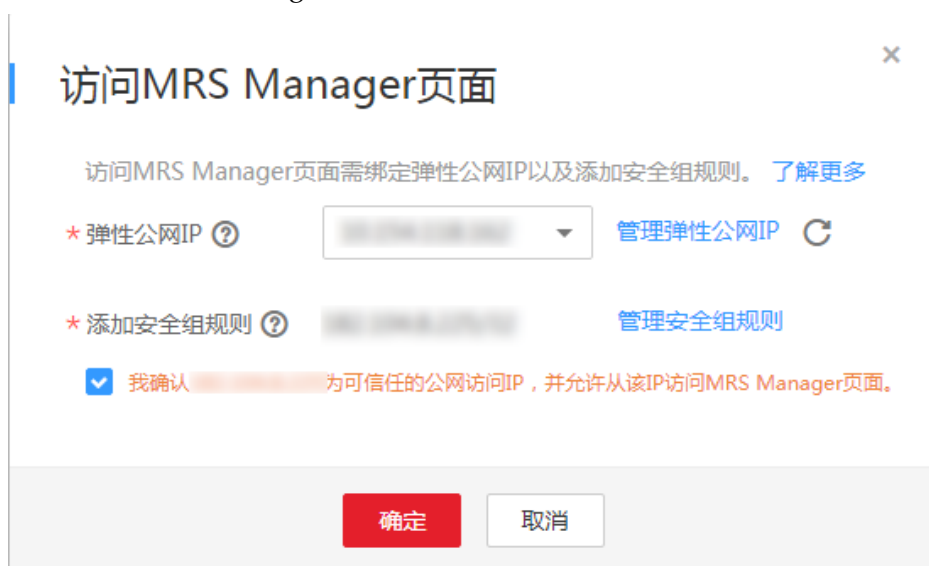 访问MRS Manager页面
访问MRS Manager页面需绑定弹性公网IP以及添加安全组规则。 了解更多
* 弹性公网IP ? 管理弹性公网IP
* 添加安全组规则 ? 管理安全组规则
我确认 为可信任的公网访问IP，并允许从该IP访问MRS Manager页面。
确定 取消